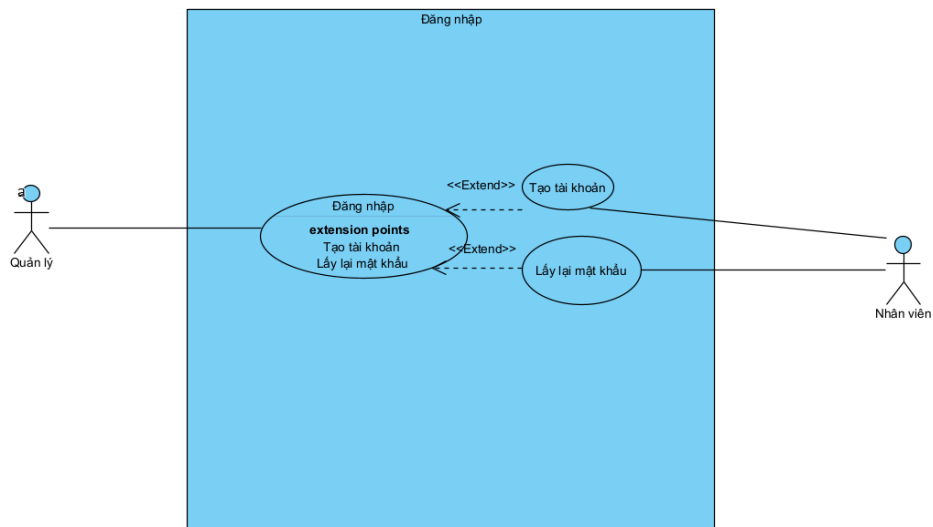 Đăng nhập
<<Extend>>
Tạo tài khoản
a
Đăng nhập
extension points
Tạo tài khoản
Lấy lại mật khẩu
<<Extend>>
Lấy lại mật khẩu
Quản lý
Nhân viên